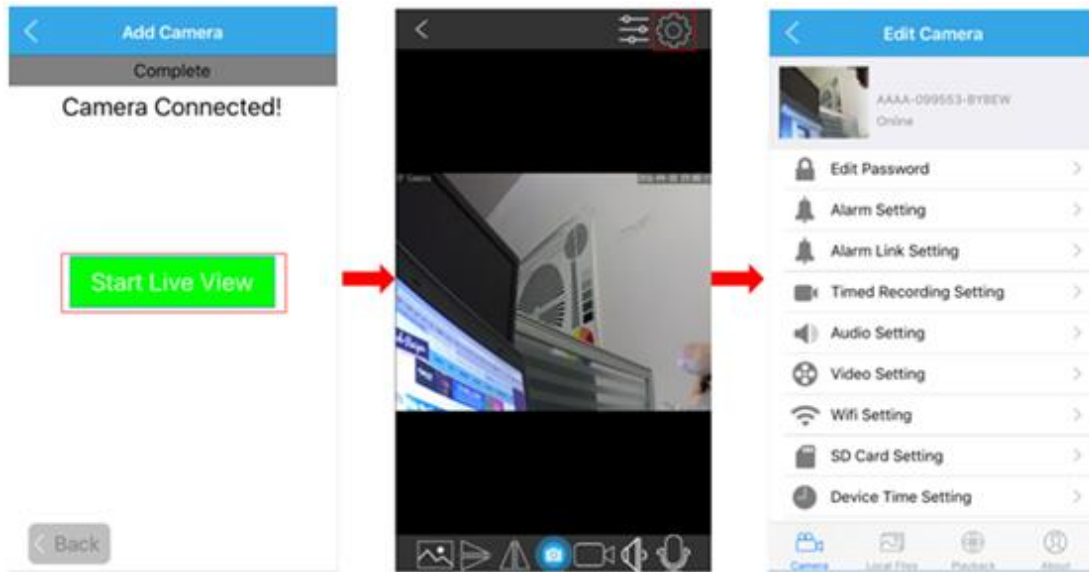 Add Camera
Complete
Camera Connected!
Start Live View
Back
Edit Camera
AAAA-099553-BYBEW
Online
Edit Password
Alarm Setting
Alarm Link Setting
Timed Recording Setting
Audio Setting
Video Setting
Wifi Setting
SD Card Setting
Device Time Setting
Camera
Local Files
Playback
About